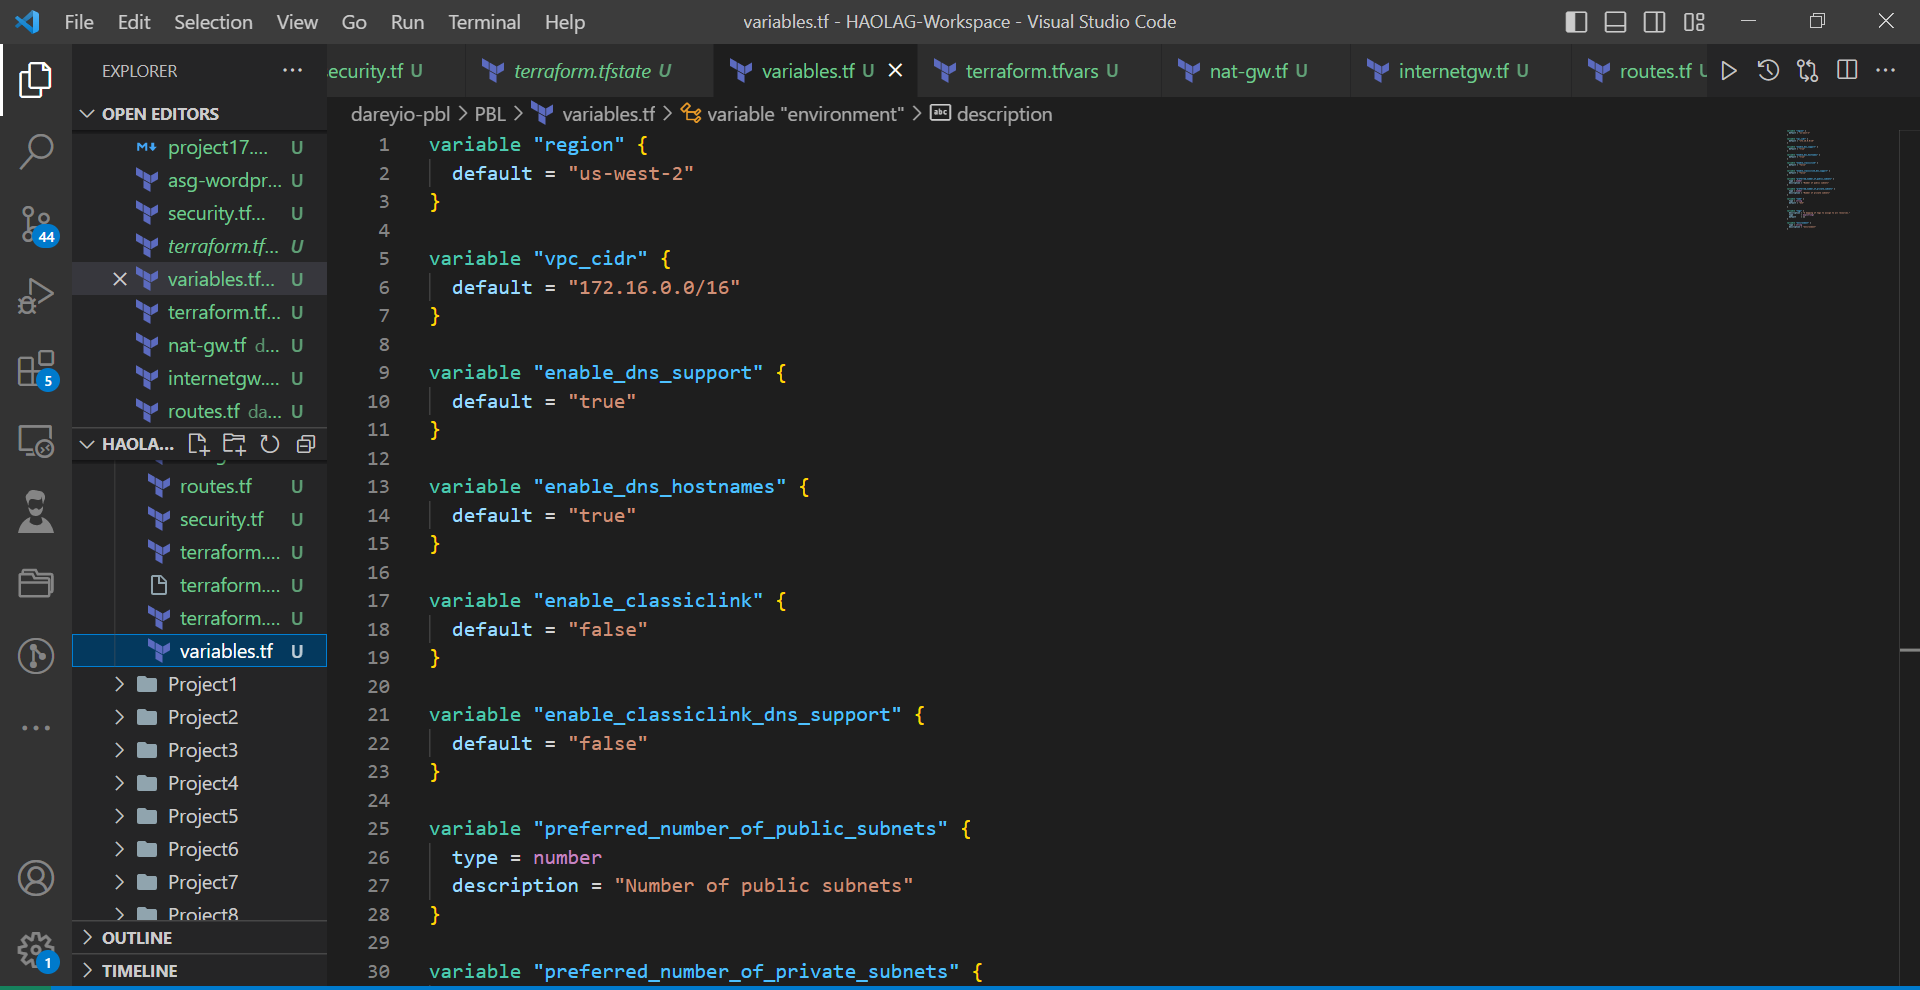 File Edit Selection View Go Run Terminal Help
variables.tf - HAOLAG-Workspace - Visual Studio Code
EXPLORER
ecurity.tf U
terraform.tfstate U
variables.tf U
terraform.tfvars U
nat-gw.tf U
internetgw.tf U
routes.tf U
OPEN EDITORS
project17.... U
asg-wordpr... U
security.tf... U
terraform.tf... U
variables.tf... U
terraform.tf... U
nat-gw.tf d... U
internetgw.... U
routes.tf da... U
HAOLA...
routes.tf U
security.tf U
terraform.... U
terraform.... U
terraform.... U
variables.tf U
Project1
Project2
Project3
Project4
Project5
Project6
Project7
Project8
OUTLINE
TIMELINE
44
5
1
dareyio-pbl > PBL > variables.tf > variable "environment" > abc description
1 variable "region" {
2 default = "us-west-2"
3 }
4
5 variable "vpc_cidr" {
6 default = "172.16.0.0/16"
7 }
8
9 variable "enable_dns_support" {
10 default = "true"
11 }
12
13 variable "enable_dns_hostnames" {
14 default = "true"
15 }
16
17 variable "enable_classiclink" {
18 default = "false"
19 }
20
21 variable "enable_classiclink_dns_support" {
22 default = "false"
23 }
24
25 variable "preferred_number_of_public_subnets" {
26 type = number
27 description = "Number of public subnets"
28 }
29
30 variable "preferred_number_of_private_subnets" {